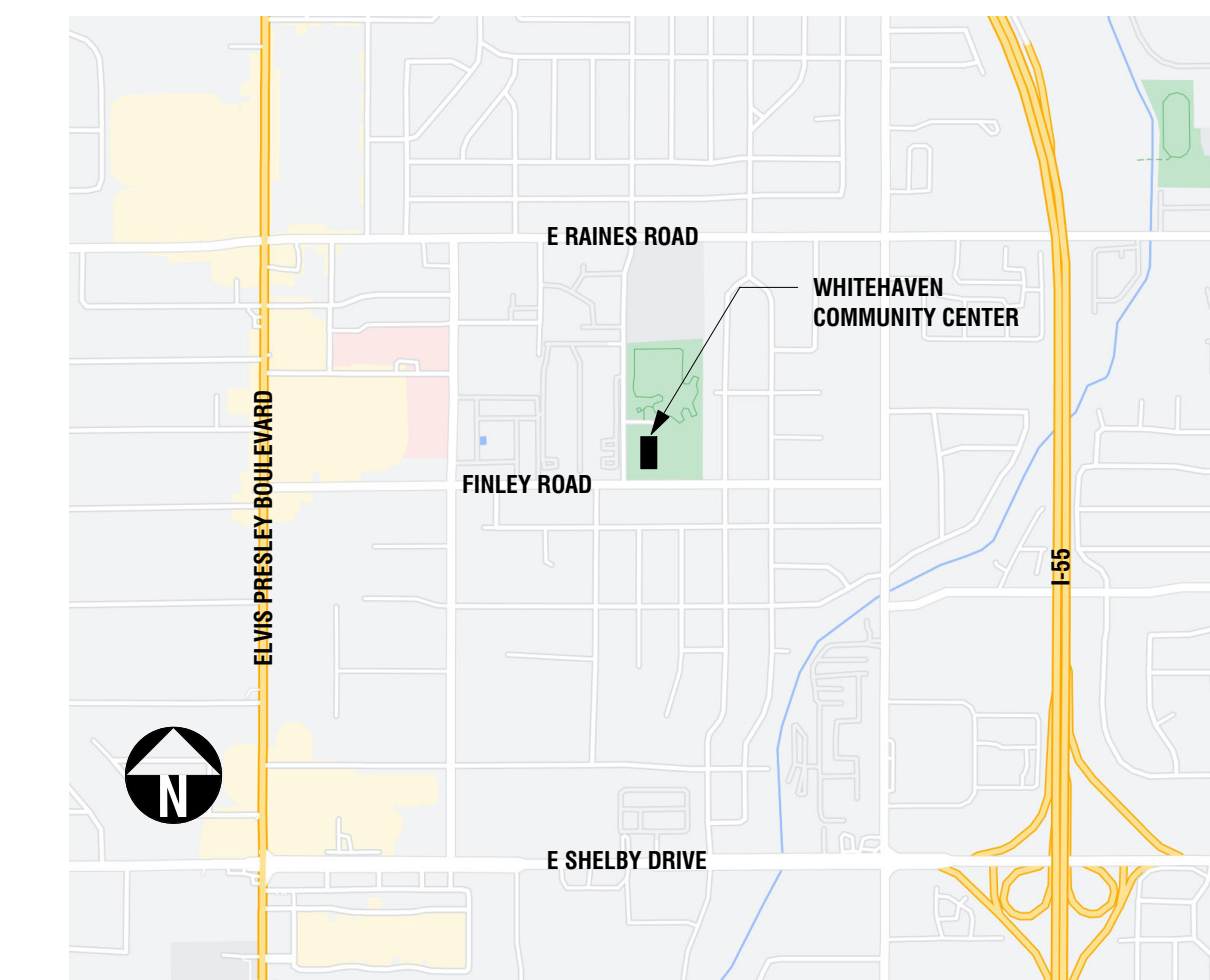 E RAINES ROAD
WHITEHAVEN
COMMUNITY CENTER
ELVIS PRESLEY BOULEVARD
FINLEY ROAD
I-55
N
E SHELBY DRIVE